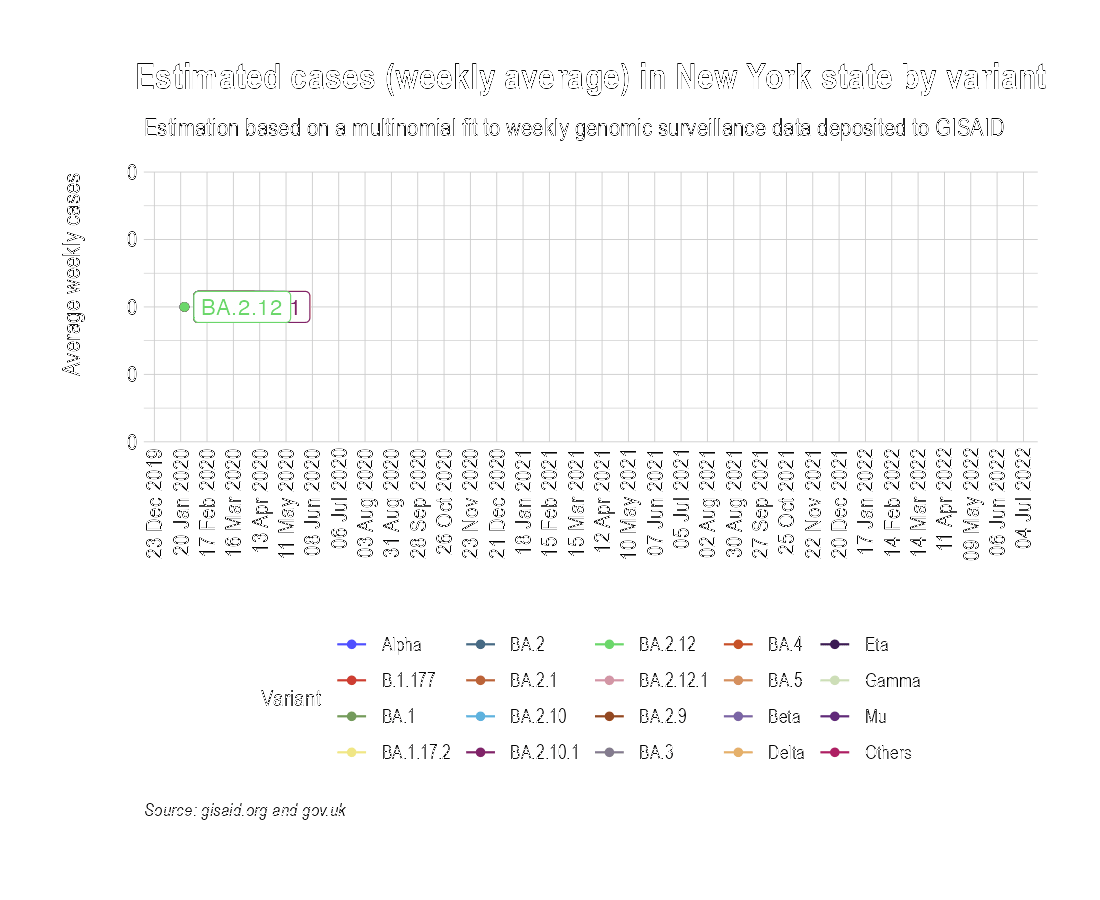 Estimated cases (weekly average) in New York state by variant
Estimation based on a multinomial fit to weekly genomic surveillance data deposited to GISAID
Average weekly cases
0
0
0
0
0
BA.2.12
1
23 Dec 2019
20 Jan 2020
17 Feb 2020
16 Mar 2020
13 Apr 2020
11 May 2020
08 Jun 2020
06 Jul 2020
03 Aug 2020
31 Aug 2020
28 Sep 2020
26 Oct 2020
23 Nov 2020
21 Dec 2020
18 Jan 2021
15 Feb 2021
15 Mar 2021
12 Apr 2021
10 May 2021
07 Jun 2021
05 Jul 2021
02 Aug 2021
30 Aug 2021
27 Sep 2021
25 Oct 2021
22 Nov 2021
20 Dec 2021
17 Jan 2022
14 Feb 2022
14 Mar 2022
11 Apr 2022
09 May 2022
06 Jun 2022
04 Jul 2022
Variant
Alpha
B.1.177
BA.1
BA.1.17.2
BA.2
BA.2.1
BA.2.10
BA.2.10.1
BA.2.12
BA.2.12.1
BA.2.9
BA.3
BA.4
BA.5
Beta
Delta
Eta
Gamma
Mu
Others
Source: gisaid.org and gov.uk